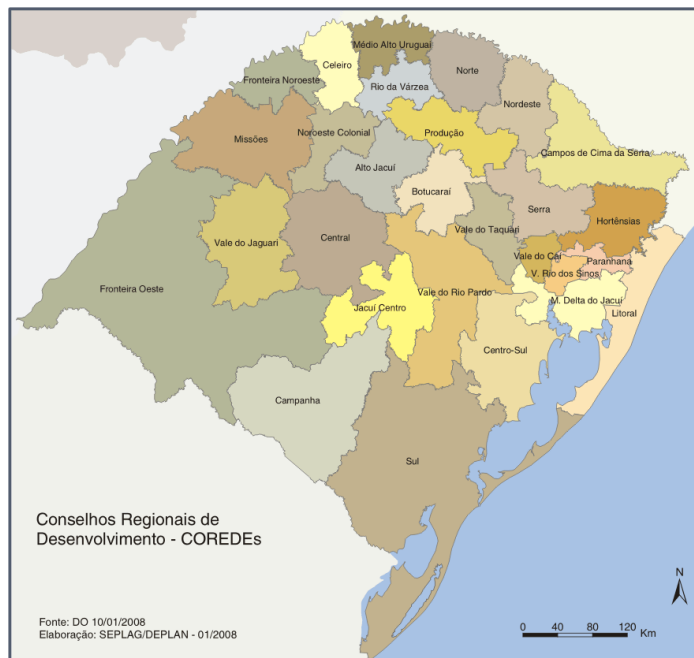 Médio Alto Uruguai
Celeiro
Norte
Fronteira Noroeste
Rio da Várzea
Nordeste
Missões
Noroeste Colonial
Produção
Campos de Cima da Serra
Alto Jacuí
Botucaraí
Serra
Hortênsias
Vale do Jaguari
Central
Vale do Taquari
Vale do Caí
Paranhana
V. Rio dos Sinos
Fronteira Oeste
Vale do Rio Pardo
M. Delta do Jacuí
Jacuí Centro
Litoral
Centro-Sul
Campanha
Sul
Conselhos Regionais de
Desenvolvimento - COREDEs
N
Fonte: DO 10/01/2008
Elaboração: SEPLAG/DEPLAN - 01/2008
0 40 80 120 Km